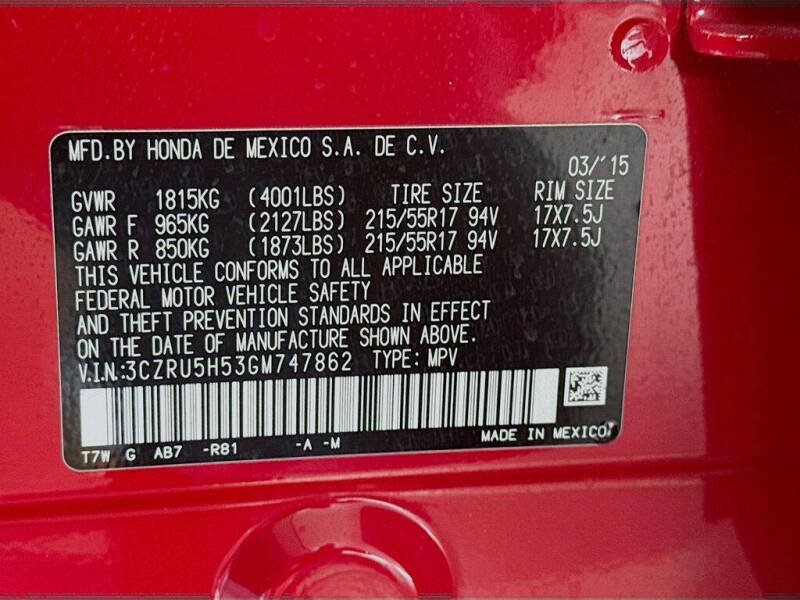 MFD.BY HONDA DE MEXICO S.A. DE C.V.
03/'15
GVWR 1815KG (4001LBS) TIRE SIZE RIM SIZE
GAWR F 965KG (2127LBS) 215/55R17 94V 17X7.5J
GAWR R 850KG (1873LBS) 215/55R17 94V 17X7.5J
THIS VEHICLE CONFORMS TO ALL APPLICABLE
FEDERAL MOTOR VEHICLE SAFETY
AND THEFT PREVENTION STANDARDS IN EFFECT
ON THE DATE OF MANUFACTURE SHOWN ABOVE.
V.I.N:3CZRU5H53GM747862 TYPE: MPV
T7W G AB7 -R81 -A -M MADE IN MEXICO